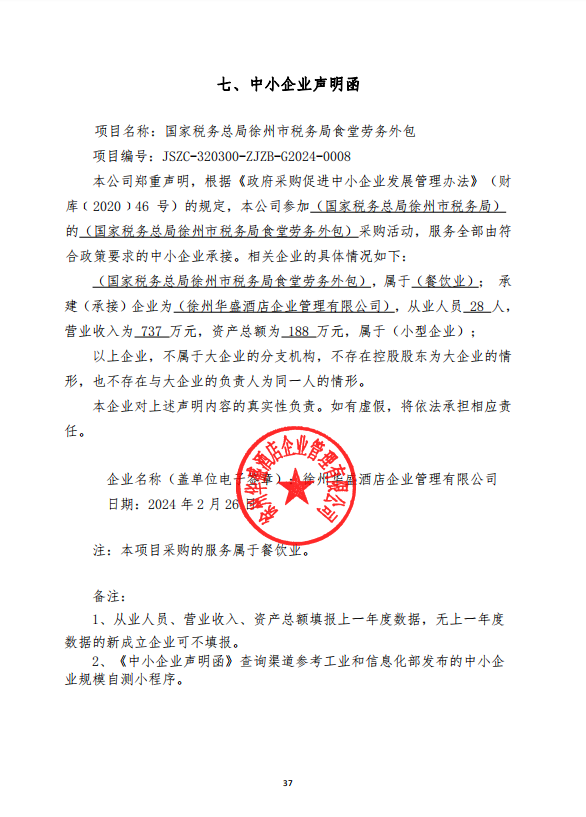 七、中小企业声明函
项目名称：国家税务总局徐州市税务局食堂劳务外包
项目编号：JSZC-320300-ZJZB-G2024-0008
本公司郑重声明，根据《政府采购促进中小企业发展管理办法》（财
库﹝2020﹞46 号）的规定，本公司参加（国家税务总局徐州市税务局）
的（国家税务总局徐州市税务局食堂劳务外包）采购活动，服务全部由符
合政策要求的中小企业承接。相关企业的具体情况如下：
（国家税务总局徐州市税务局食堂劳务外包），属于（餐饮业）； 承
建（承接）企业为（徐州华盛酒店企业管理有限公司），从业人员 28 人，
营业收入为 737 万元，资产总额为 188 万元，属于（小型企业）；
以上企业，不属于大企业的分支机构，不存在控股股东为大企业的情
形，也不存在与大企业的负责人为同一人的情形。
本企业对上述声明内容的真实性负责。如有虚假，将依法承担相应责
任。
企业名称（盖单位电子签章）：徐州华盛酒店企业管理有限公司
日期：2024 年 2 月 26 日
徐州华盛酒店企业管理有限公司
注：本项目采购的服务属于餐饮业。
备注：
1、从业人员、营业收入、资产总额填报上一年度数据，无上一年度
数据的新成立企业可不填报。
2、《中小企业声明函》查询渠道参考工业和信息化部发布的中小企
业规模自测小程序。
37